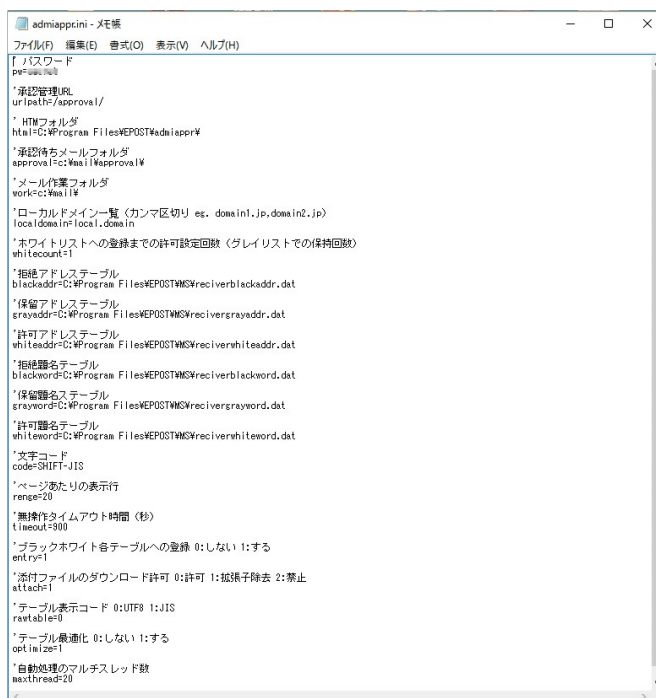 admiappr.ini - メモ帳
ファイル(F) 編集(E) 書式(O) 表示(V) ヘルプ(H)
' パスワード
pw=
'承認管理URL
urlpath=/approval/
' HTMフォルダ
html=C:¥Program Files¥EPOST¥admiappr¥
'承認待ちメールフォルダ
approval=c:¥mail¥approval¥
'メール作業フォルダ
work=c:¥mail¥
'ローカルドメイン一覧（カンマ区切り eg. domain1.jp,domain2.jp）
localdomain=local.domain
'ホワイトリストへの登録までの許可設定回数（グレイリストでの保持回数）
whitecount=1
'拒絶アドレステーブル
blackaddr=C:¥Program Files¥EPOST¥MS¥reciverblackaddr.dat
'保留アドレステーブル
grayaddr=C:¥Program Files¥EPOST¥MS¥recivergrayaddr.dat
'許可アドレステーブル
whiteaddr=C:¥Program Files¥EPOST¥MS¥reciverwhiteaddr.dat
'拒絶題名テーブル
blackword=C:¥Program Files¥EPOST¥MS¥reciverblackword.dat
'保留題名ステーブル
grayword=C:¥Program Files¥EPOST¥MS¥recivergrayword.dat
'許可題名テーブル
whiteword=C:¥Program Files¥EPOST¥MS¥reciverwhiteword.dat
'文字コード
code=SHIFT-JIS
'ページあたりの表示行
renge=20
'無操作タイムアウト時間（秒）
timeout=900
'ブラックホワイト各テーブルへの登録 0:しない 1:する
entry=1
'添付ファイルのダウンロード許可 0:許可 1:拡張子除去 2:禁止
attach=1
'テーブル表示コード 0:UTF8 1:JIS
rawtable=0
'テーブル最適化 0:しない 1:する
optimize=1
'自動処理のマルチスレッド数
maxthread=20